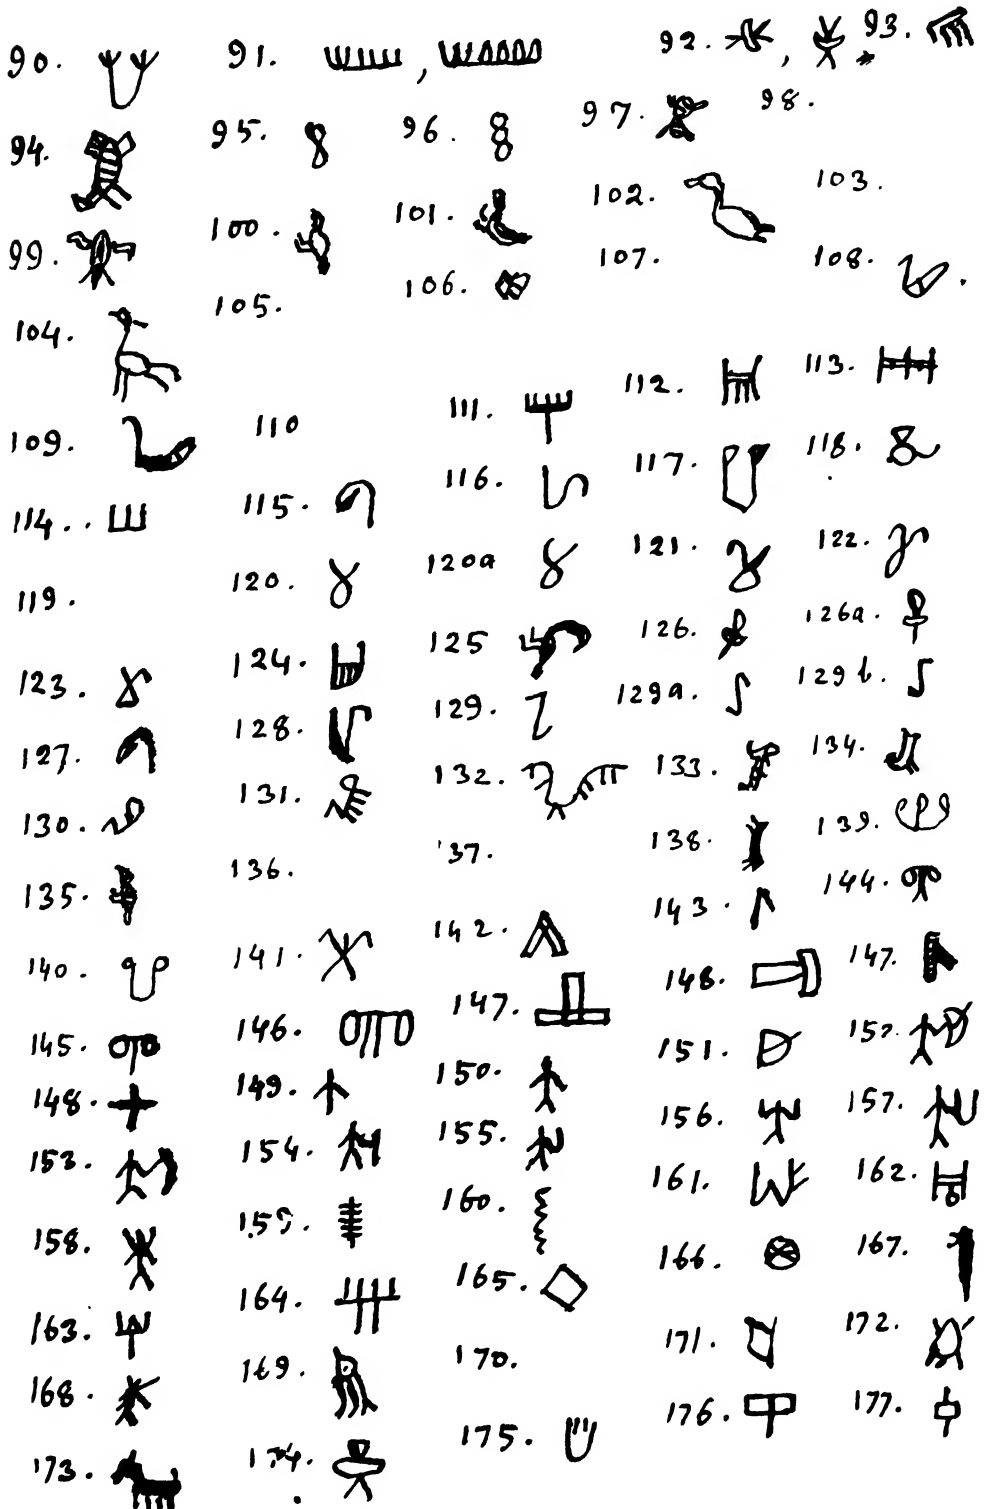 90. 91. , 92. , 93.
94. 95. 96. 97. 98.
99. 100. 101. 102. 103.
104. 105. 106. 107. 108.
109. 110 111. 112. 113.
114. 115. 116. 117. 118.
119. 120. 120a 121. 122.
123. 124. 125 126. 126a.
127. 128. 129. 129a. 129b.
130. 131. 132. 133. 134.
135. 136. 137. 138. 139.
140. 141. 142. 143. 144.
145. 146. 147. 148. 147.
148. 149. 150. 151. 152.
153. 154. 155. 156. 157.
158. 159. 160. 161. 162.
163. 164. 165. 166. 167.
168. 169. 170. 171. 172.
173. 174. 175. 176. 177.